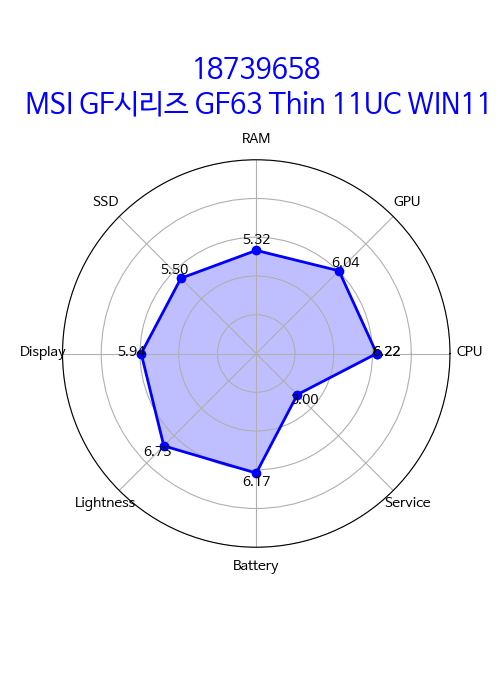 18739658
MSI GF시리즈 GF63 Thin 11UC WIN11
RAM
SSD
GPU
5.32
5.50
6.04
Display
5.94
6.22
CPU
3.00
6.73
6.17
Lightness
Service
Battery